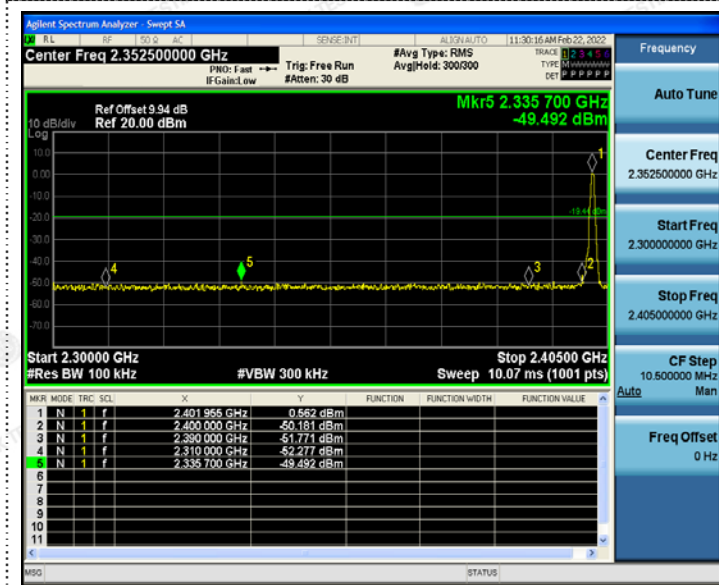 Agilent Spectrum Analyzer - Swept SA
RL RF 50 Ω AC SENSE:INT ALIGN AUTO 11:30:16 AM Feb 22, 2022
Center Freq 2.352500000 GHz
PNO: Fast
IFGain:Low
Trig: Free Run
#Atten: 30 dB
#Avg Type: RMS
Avg|Hold: 300/300
TRACE 1 2 3 4 5 6
TYPE M
DET P P P P P P
Ref Offset 9.94 dB
Ref 20.00 dBm
Mkr5 2.335 700 GHz
-49.492 dBm
10 dB/div
Log
10.0
0.00
-10.0
-20.0
-30.0
-40.0
-50.0
-60.0
-70.0
1
-19.44 dBm
4
5
3
2
Start 2.30000 GHz Stop 2.40500 GHz
#Res BW 100 kHz #VBW 300 kHz Sweep 10.07 ms (1001 pts)
MKR MODE TRC SCL X Y FUNCTION FUNCTION WIDTH FUNCTION VALUE
1 N 1 f 2.401 955 GHz 0.562 dBm
2 N 1 f 2.400 000 GHz -50.181 dBm
3 N 1 f 2.390 000 GHz -51.771 dBm
4 N 1 f 2.310 000 GHz -52.277 dBm
5 N 1 f 2.335 700 GHz -49.492 dBm
6
7
8
9
10
11
MSG STATUS
Frequency
Auto Tune
Center Freq
2.352500000 GHz
Start Freq
2.300000000 GHz
Stop Freq
2.405000000 GHz
CF Step
10.500000 MHz
Auto Man
Freq Offset
0 Hz